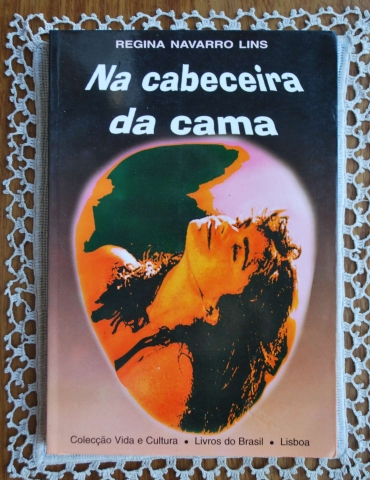 REGINA NAVARRO LINS
Na cabeceira
da cama
Colecção Vida e Cultura • Livros do Brasil • Lisboa